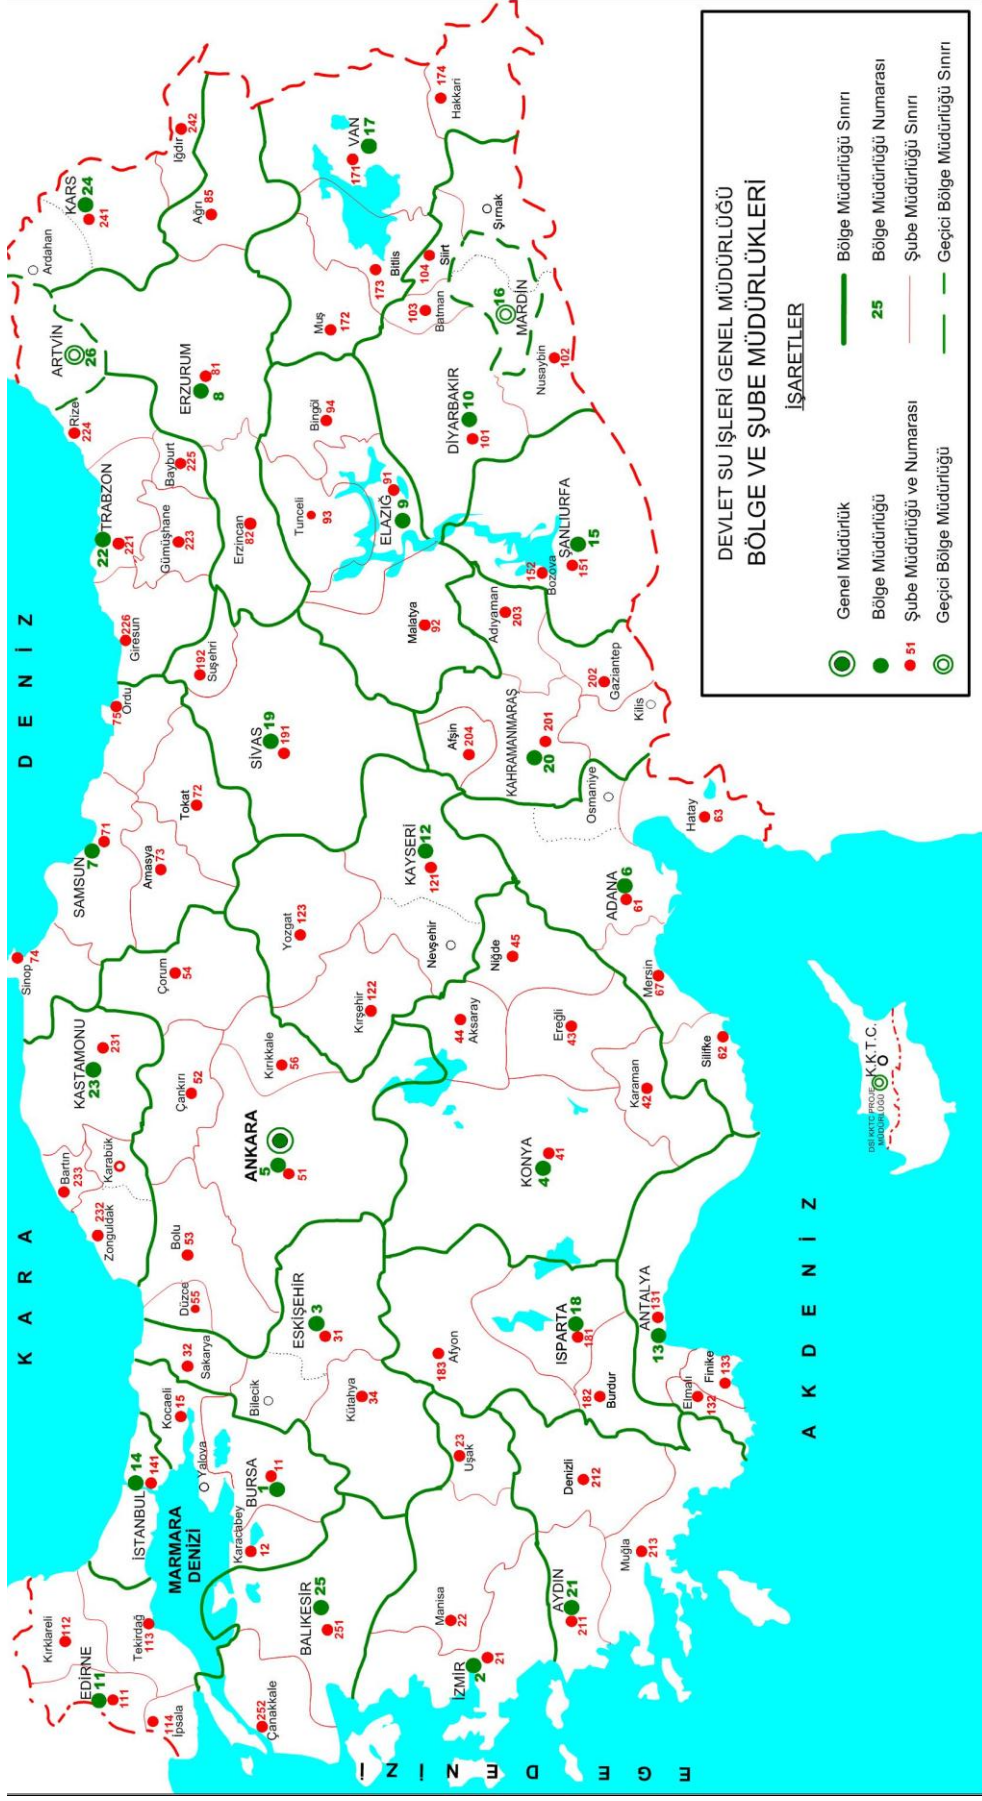 K A R A D E N İ Z
MARMARA
DENİZİ
E G E D E N İ Z İ
A K D E N İ Z
Kırklareli
112
EDİRNE
11
111
Tekirdağ
113
114
İpsala
İSTANBUL
14
141
Kocaeli
15
Yalova
Sakarya
32
Düzce
55
Bolu
53
Zonguldak
232
Bartın
233
Karabük
KASTAMONU
23
231
Sinop
74
Çankırı
52
Çorum
54
SAMSUN
7
71
Amasya
73
Tokat
72
Ordu
75
Giresun
226
Suşehri
192
TRABZON
22
221
Gümüşhane
223
Bayburt
225
Rize
224
ARTVİN
26
Ardahan
KARS
24
241
Iğdır
242
Ağrı
85
ERZURUM
8
81
Erzincan
82
Çanakkale
252
BALIKESİR
25
251
Karacabey
12
BURSA
1
11
Bilecik
Kütahya
34
ESKİŞEHİR
3
31
ANKARA
5
51
Kırıkkale
56
Yozgat
123
Kırşehir
122
Nevşehir
KAYSERİ
12
121
SİVAS
19
191
Tunceli
93
Bingöl
94
ELAZIĞ
9
91
Malatya
92
Muş
172
Bitlis
173
VAN
17
171
Hakkari
174
İZMİR
2
21
Manisa
22
Uşak
23
Afyon
183
AYDIN
21
211
Denizli
212
Muğla
213
ISPARTA
18
181
Burdur
182
ANTALYA
13
131
Elmalı
132
Finike
133
KONYA
4
41
Karaman
42
Ereğli
43
Aksaray
44
Niğde
45
Mersin
67
Silifke
62
ADANA
6
61
Osmaniye
Hatay
63
Afşin
204
KAHRAMANMARAŞ
20
201
Gaziantep
202
Kilis
Adıyaman
203
Bozova
152
ŞANLIURFA
15
151
DİYARBAKIR
10
101
Batman
103
Siirt
104
Şırnak
MARDİN
16
Nusaybin
102
DSİ KKTC PROJE
MÜDÜRLÜĞÜ
K.K.T.C.
DEVLET SU İŞLERİ GENEL MÜDÜRLÜĞÜ
BÖLGE VE ŞUBE MÜDÜRLÜKLERİ
İŞARETLER
Genel Müdürlük
Bölge Müdürlüğü Sınırı
Bölge Müdürlüğü
25 Bölge Müdürlüğü Numarası
51 Şube Müdürlüğü ve Numarası
Şube Müdürlüğü Sınırı
Geçiçi Bölge Müdürlüğü
Geçiçi Bölge Müdürlüğü Sınırı